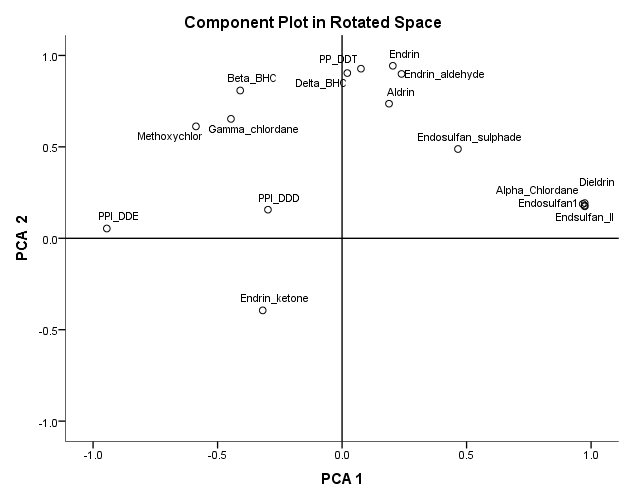 Component Plot in Rotated Space
1.0
PP_DDT
Endrin
Endrin_aldehyde
Beta_BHC
Delta_BHC
Aldrin
Methoxychlor
Gamma_chlordane
0.5
Endosulfan_sulphade
Dieldrin
Alpha_Chlordane
Endosulfan1
Endsulfan_II
PPI_DDD
PPI_DDE
0.0
PCA 2
Endrin_ketone
-0.5
-1.0
-1.0 -0.5 0.0 0.5 1.0
PCA 1